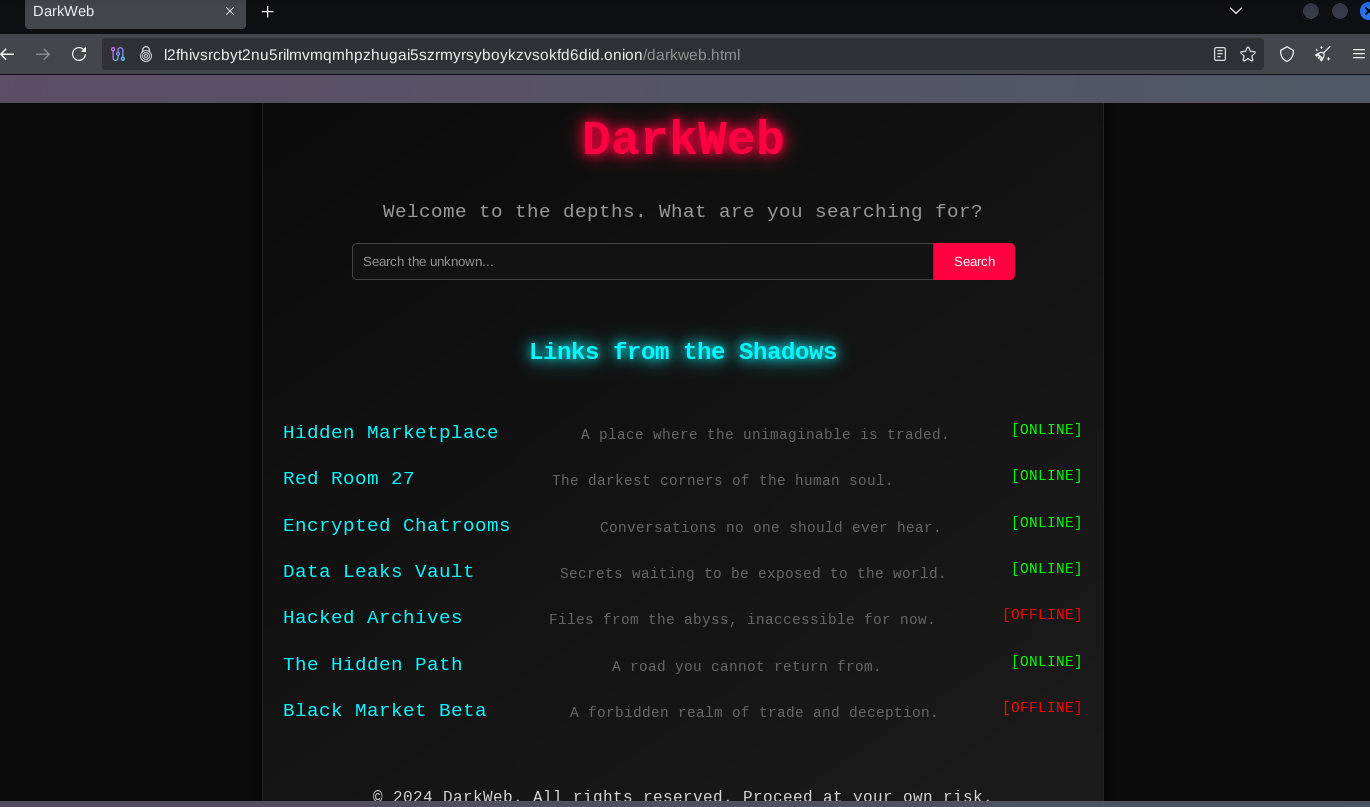 DarkWeb
l2fhivsrcbyt2nu5rilmvmqmhpzhugai5szrmyrsyboykzvsokfd6did.onion/darkweb.html
DarkWeb
Welcome to the depths. What are you searching for?
Search the unknown... Search
Links from the Shadows
Hidden Marketplace A place where the unimaginable is traded. [ONLINE]
Red Room 27 The darkest corners of the human soul. [ONLINE]
Encrypted Chatrooms Conversations no one should ever hear. [ONLINE]
Data Leaks Vault Secrets waiting to be exposed to the world. [ONLINE]
Hacked Archives Files from the abyss, inaccessible for now. [OFFLINE]
The Hidden Path A road you cannot return from. [ONLINE]
Black Market Beta A forbidden realm of trade and deception. [OFFLINE]
© 2024 DarkWeb. All rights reserved. Proceed at your own risk.